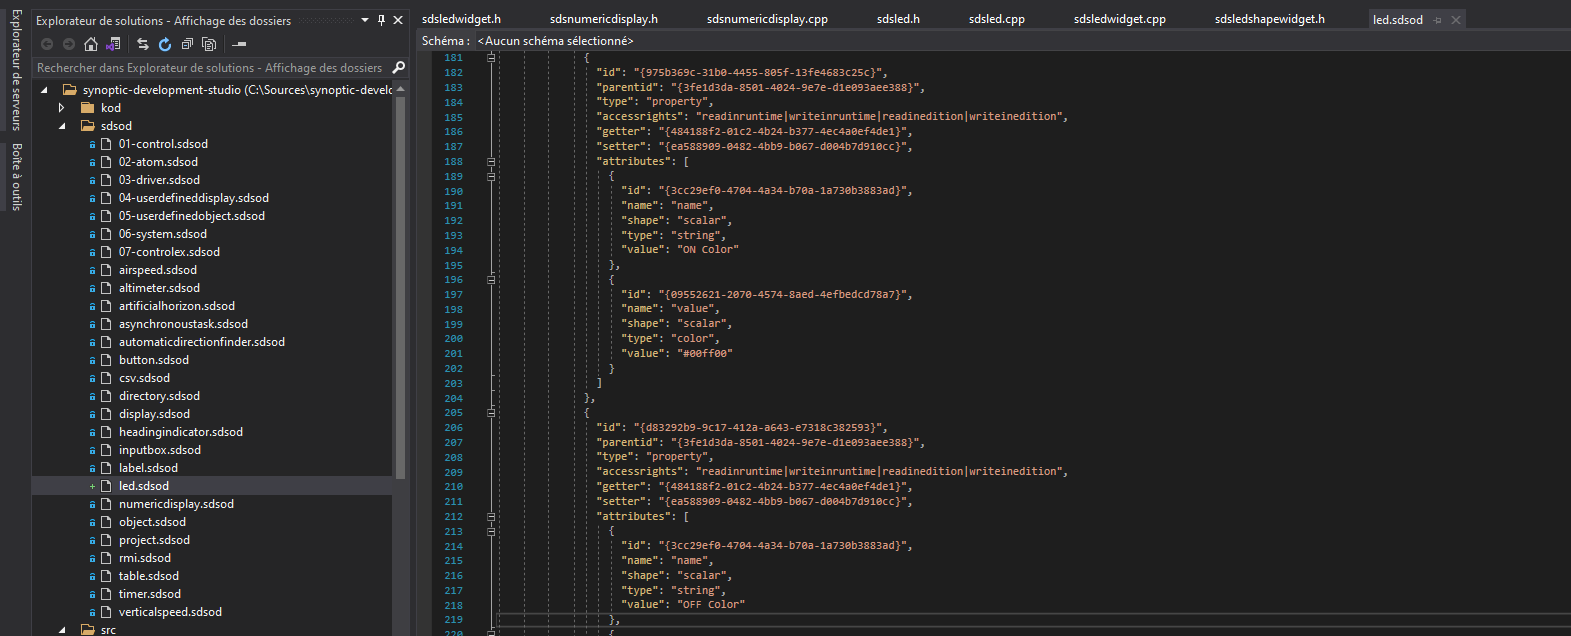 Explorateur de serveurs
Boîte à outils
Explorateur de solutions - Affichage des dossiers
Rechercher dans Explorateur de solutions - Affichage des dossiers
synoptic-development-studio (C:\Sources\synoptic-develo
kod
sdsod
01-control.sdsod
02-atom.sdsod
03-driver.sdsod
04-userdefineddisplay.sdsod
05-userdefinedobject.sdsod
06-system.sdsod
07-controlex.sdsod
airspeed.sdsod
altimeter.sdsod
artificialhorizon.sdsod
asynchronoustask.sdsod
automaticdirectionfinder.sdsod
button.sdsod
csv.sdsod
directory.sdsod
display.sdsod
headingindicator.sdsod
inputbox.sdsod
label.sdsod
led.sdsod
numericdisplay.sdsod
object.sdsod
project.sdsod
rmi.sdsod
table.sdsod
timer.sdsod
verticalspeed.sdsod
src
sdsledwidget.h sdsnumericdisplay.h sdsnumericdisplay.cpp sdsled.h sdsled.cpp sdsledwidget.cpp sdsledshapewidget.h led.sdsod
Schéma : <Aucun schéma sélectionné>
181 {
182 "id": "{975b369c-31b0-4455-805f-13fe4683c25c}",
183 "parentid": "{3fe1d3da-8501-4024-9e7e-d1e093aee388}",
184 "type": "property",
185 "accessrights": "readinruntime|writeinruntime|readinedition|writeinedition",
186 "getter": "{484188f2-01c2-4b24-b377-4ec4a0ef4de1}",
187 "setter": "{ea588909-0482-4bb9-b067-d004b7d910cc}",
188 "attributes": [
189 {
190 "id": "{3cc29ef0-4704-4a34-b70a-1a730b3883ad}",
191 "name": "name",
192 "shape": "scalar",
193 "type": "string",
194 "value": "ON Color"
195 },
196 {
197 "id": "{09552621-2070-4574-8aed-4efbedcd78a7}",
198 "name": "value",
199 "shape": "scalar",
200 "type": "color",
201 "value": "#00ff00"
202 }
203 ]
204 },
205 {
206 "id": "{d83292b9-9c17-412a-a643-e7318c382593}",
207 "parentid": "{3fe1d3da-8501-4024-9e7e-d1e093aee388}",
208 "type": "property",
209 "accessrights": "readinruntime|writeinruntime|readinedition|writeinedition",
210 "getter": "{484188f2-01c2-4b24-b377-4ec4a0ef4de1}",
211 "setter": "{ea588909-0482-4bb9-b067-d004b7d910cc}",
212 "attributes": [
213 {
214 "id": "{3cc29ef0-4704-4a34-b70a-1a730b3883ad}",
215 "name": "name",
216 "shape": "scalar",
217 "type": "string",
218 "value": "OFF Color"
219 },
220 {